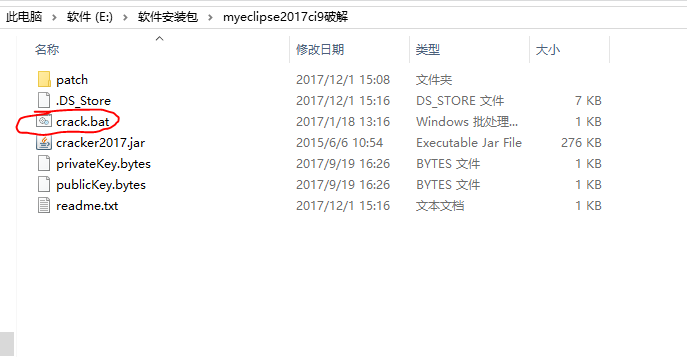 此电脑 > 软件 (E:) > 软件安装包 > myeclipse2017ci9破解
名称 修改日期 类型 大小
patch 2017/12/1 15:08 文件夹
.DS_Store 2017/12/1 15:16 DS_STORE 文件 7 KB
crack.bat 2017/1/18 13:16 Windows 批处理... 1 KB
cracker2017.jar 2015/6/6 10:54 Executable Jar File 276 KB
privateKey.bytes 2017/9/19 16:26 BYTES 文件 1 KB
publicKey.bytes 2017/9/19 16:26 BYTES 文件 1 KB
readme.txt 2017/12/1 15:16 文本文档 1 KB